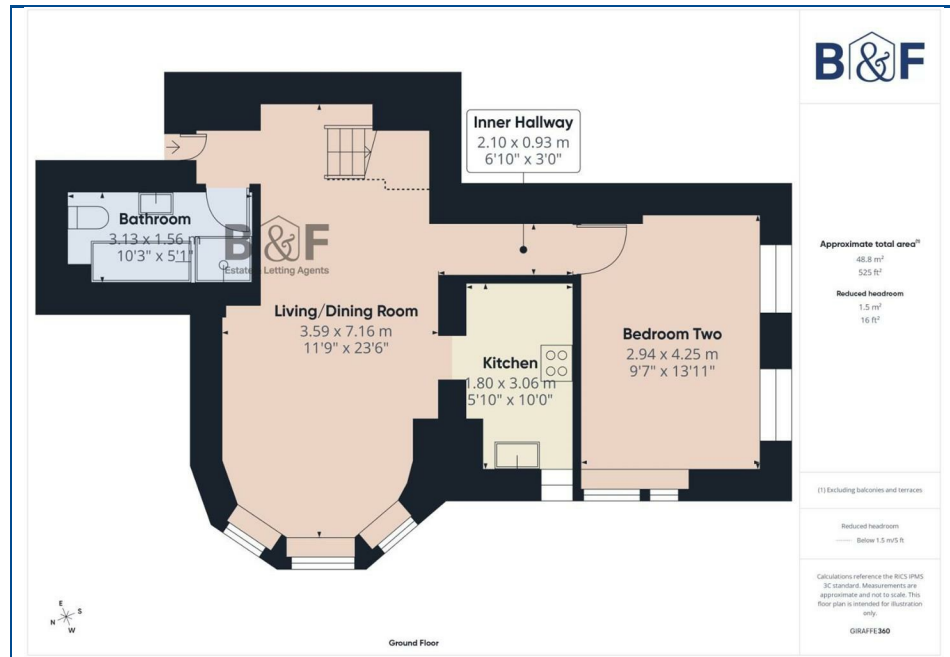 B&F
Inner Hallway
2.10 x 0.93 m
6'10" x 3'0"
Bathroom
3.13 x 1.56 m
10'3" x 5'1"
B&F
Estate & Letting Agents
Living/Dining Room
3.59 x 7.16 m
11'9" x 23'6"
Kitchen
1.80 x 3.06 m
5'10" x 10'0"
Bedroom Two
2.94 x 4.25 m
9'7" x 13'11"
Approximate total area(1)
48.8 m²
525 ft²
Reduced headroom
1.5 m²
16 ft²
(1) Excluding balconies and terraces
Reduced headroom
Below 1.5 m/5 ft
Calculations reference the RICS IPMS
3C standard. Measurements are
approximate and not to scale. This
floor plan is intended for illustration
only.
GIRAFFE360
E
S
N
W
Ground Floor